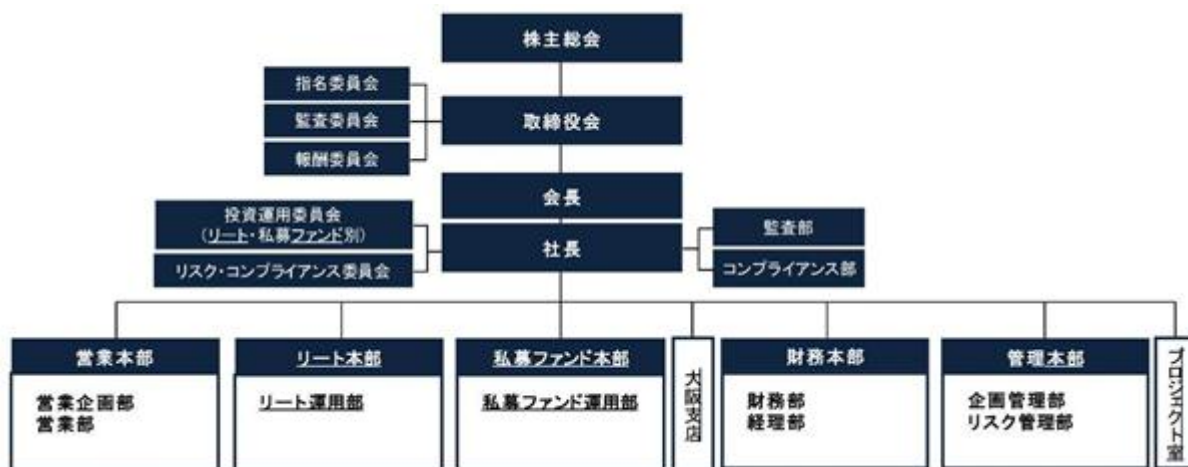 株主総会
指名委員会
監査委員会
報酬委員会
取締役会
会長
投資運用委員会
(リート・私募ファンド別)
リスク・コンプライアンス委員会
社長
監査部
コンプライアンス部
営業本部
営業企画部
営業部
リート本部
リート運用部
私募ファンド本部
私募ファンド運用部
大阪支店
財務本部
財務部
経理部
管理本部
企画管理部
リスク管理部
プロジェクト室